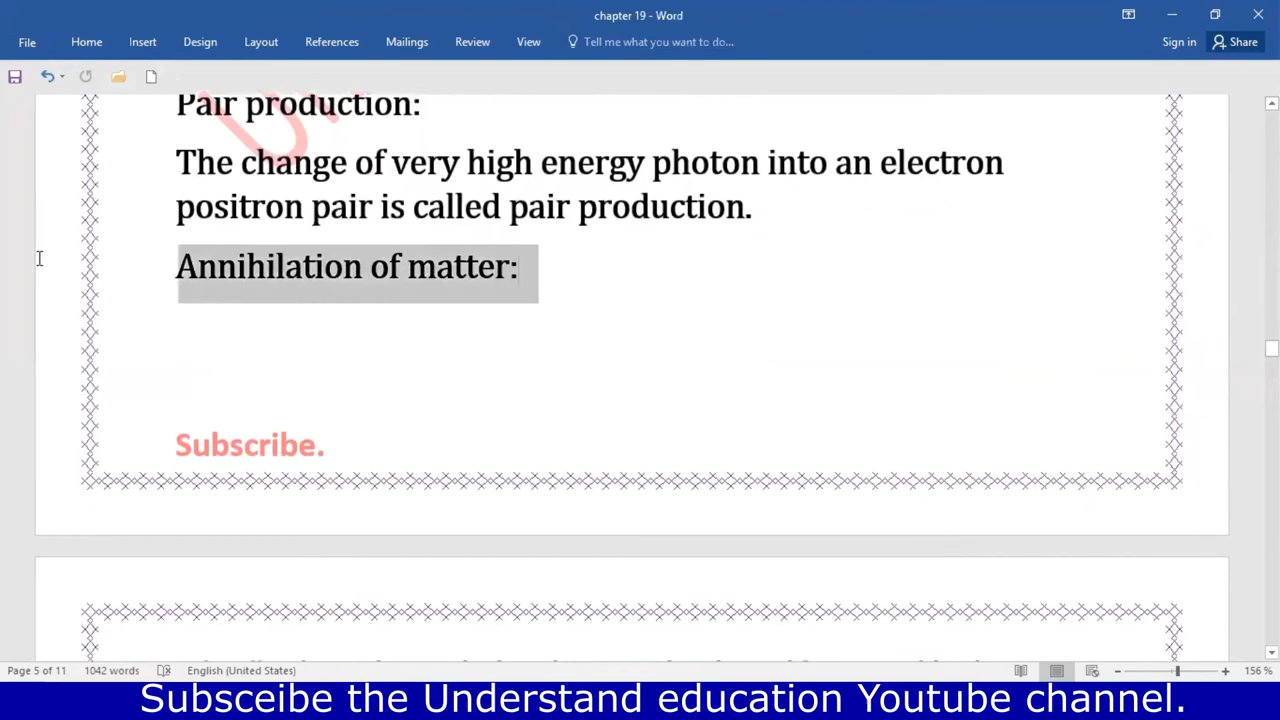 chapter 19 - Word
File Home Insert Design Layout References Mailings Review View Tell me what you want to do... Sign in Share
Pair production:
The change of very high energy photon into an electron
positron pair is called pair production.
Annihilation of matter:
Subscribe.
Page 5 of 11 1042 words English (United States) 156 %
Subsceibe the Understand education Youtube channel.